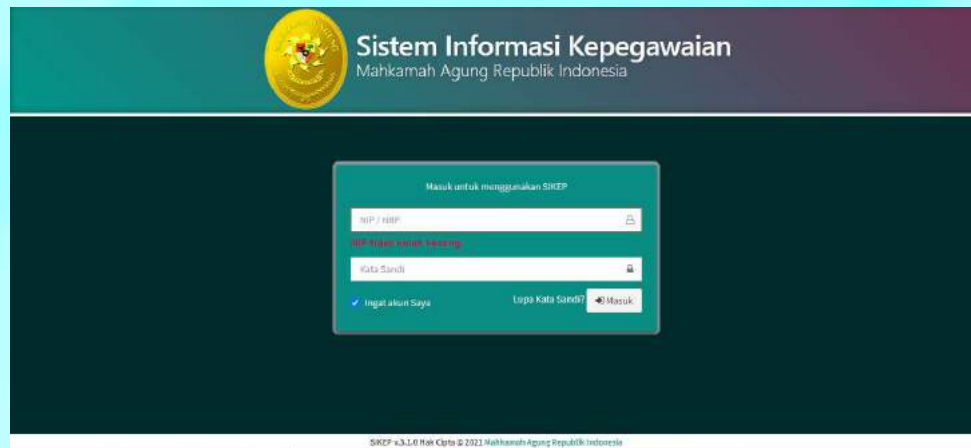 Sistem Informasi Kepegawaian
Mahkamah Agung Republik Indonesia
Masuk untuk menggunakan SIKEP
NIP / NRP
NIP tidak boleh kosong.
Kata Sandi
Ingat akun Saya
Lupa Kata Sandi?
Masuk
SIKEP v.3.1.0 Hak Cipta @ 2021 Mahkamah Agung Republik Indonesia